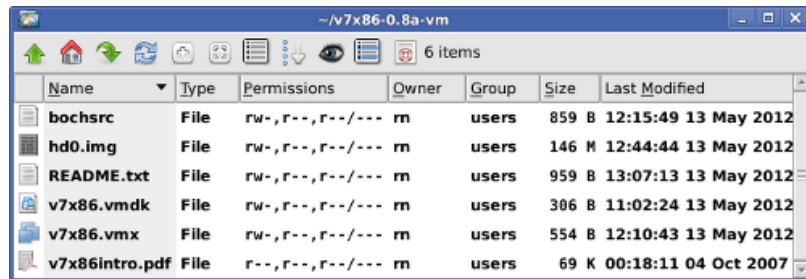 ~/v7x86-0.8a-vm
6 items
Name Type Permissions Owner Group Size Last Modified
bochsrc File rw-,r--,r--/--- rn users 859 B 12:15:49 13 May 2012
hd0.img File rw-,r--,r--/--- rn users 146 M 12:44:44 13 May 2012
README.txt File rw-,r--,r--/--- rn users 959 B 13:07:13 13 May 2012
v7x86.vmdk File rw-,r--,r--/--- rn users 306 B 11:02:24 13 May 2012
v7x86.vmx File rw-,r--,r--/--- rn users 554 B 12:10:43 13 May 2012
v7x86intro.pdf File r--,r--,r--/--- rn users 69 K 00:18:11 04 Oct 2007